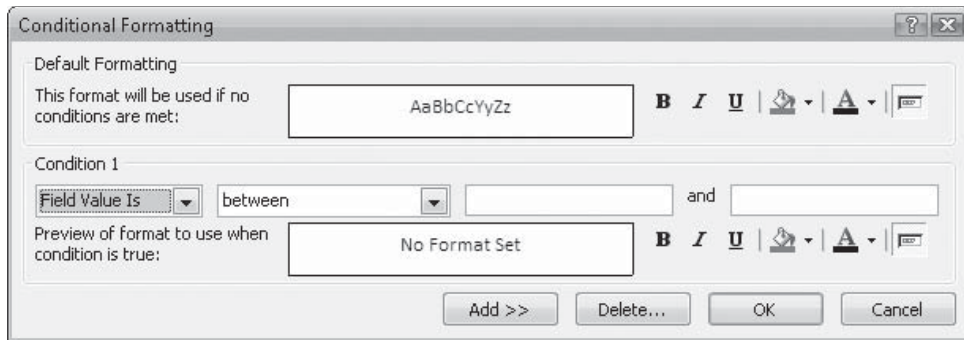 Conditional Formatting
Default Formatting
This format will be used if no
conditions are met:
AaBbCcYyZz
B I U A
Condition 1
Field Value Is between and
Preview of format to use when
condition is true:
No Format Set
B I U A
Add >> Delete... OK Cancel